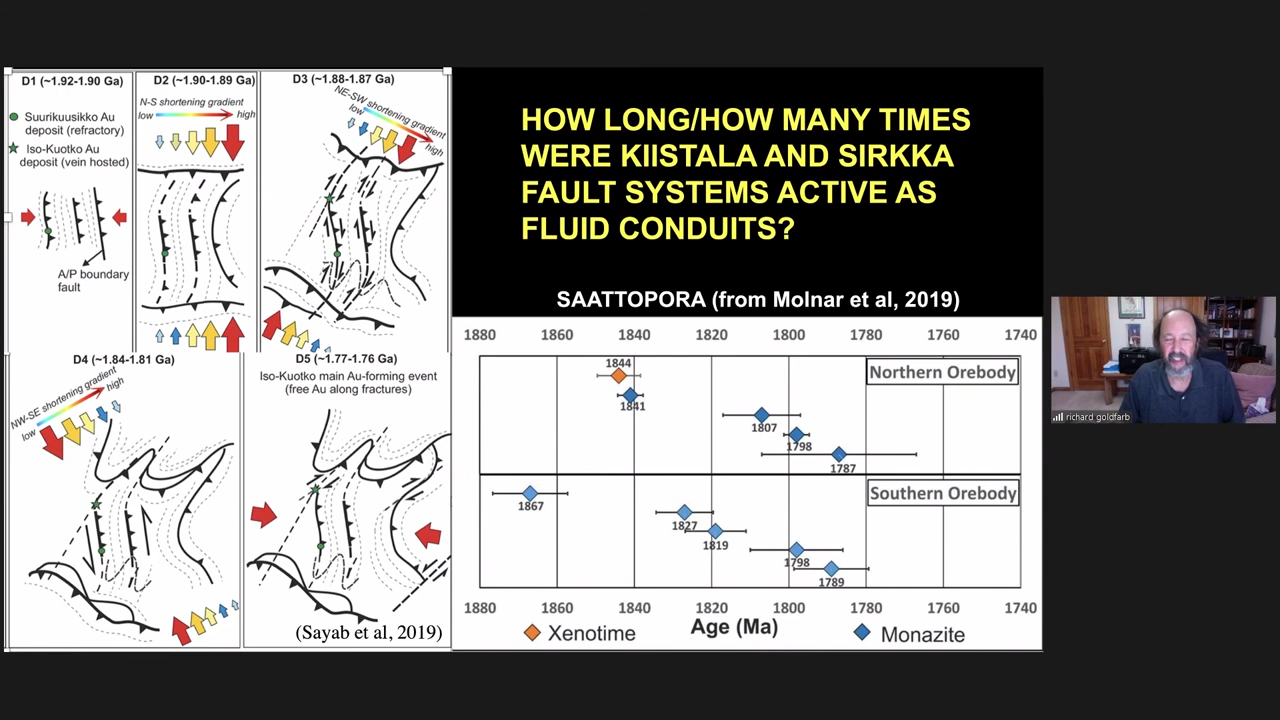 D1 (~1.92-1.90 Ga)
Suurikuusikko Au
deposit (refractory)
Iso-Kuotko Au
deposit (vein hosted)
A/P boundary
fault
D2 (~1.90-1.89 Ga)
N-S shortening gradient
low
high
D3 (~1.88-1.87 Ga)
NE-SW shortening gradient
low
high
D4 (~1.84-1.81 Ga)
NW-SE shortening gradient
low
high
D5 (~1.77-1.76 Ga)
Iso-Kuotko main Au-forming event
(free Au along fractures)
(Sayab et al, 2019)
HOW LONG/HOW MANY TIMES
WERE KIISTALA AND SIRKKA
FAULT SYSTEMS ACTIVE AS
FLUID CONDUITS?
SAATTOPORA (from Molnar et al, 2019)
1880 1860 1840 1820 1800 1780 1760 1740
Northern Orebody
1844
1841
1807
1798
1787
Southern Orebody
1867
1827
1819
1798
1789
1880 1860 1840 1820 1800 1780 1760 1740
Xenotime
Age (Ma)
Monazite
richard goldfarb